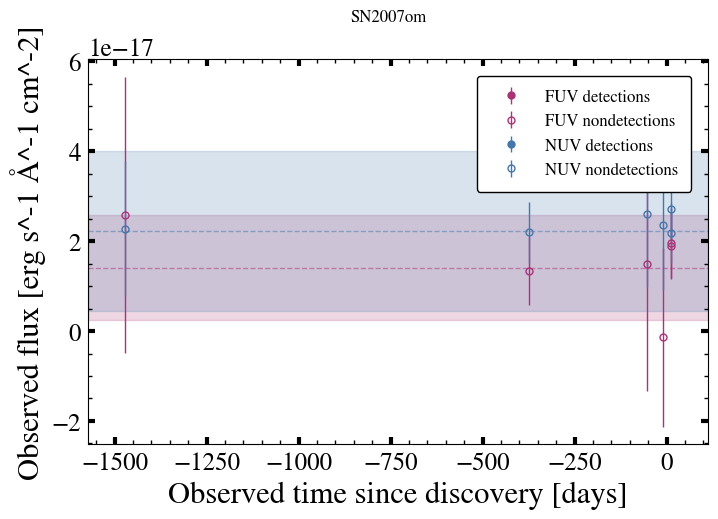 SN2007om
1e−17
6
4
2
0
−2
Observed flux [erg s^-1 Å^-1 cm^-2]
FUV detections
FUV nondetections
NUV detections
NUV nondetections
−1500 −1250 −1000 −750 −500 −250 0
Observed time since discovery [days]